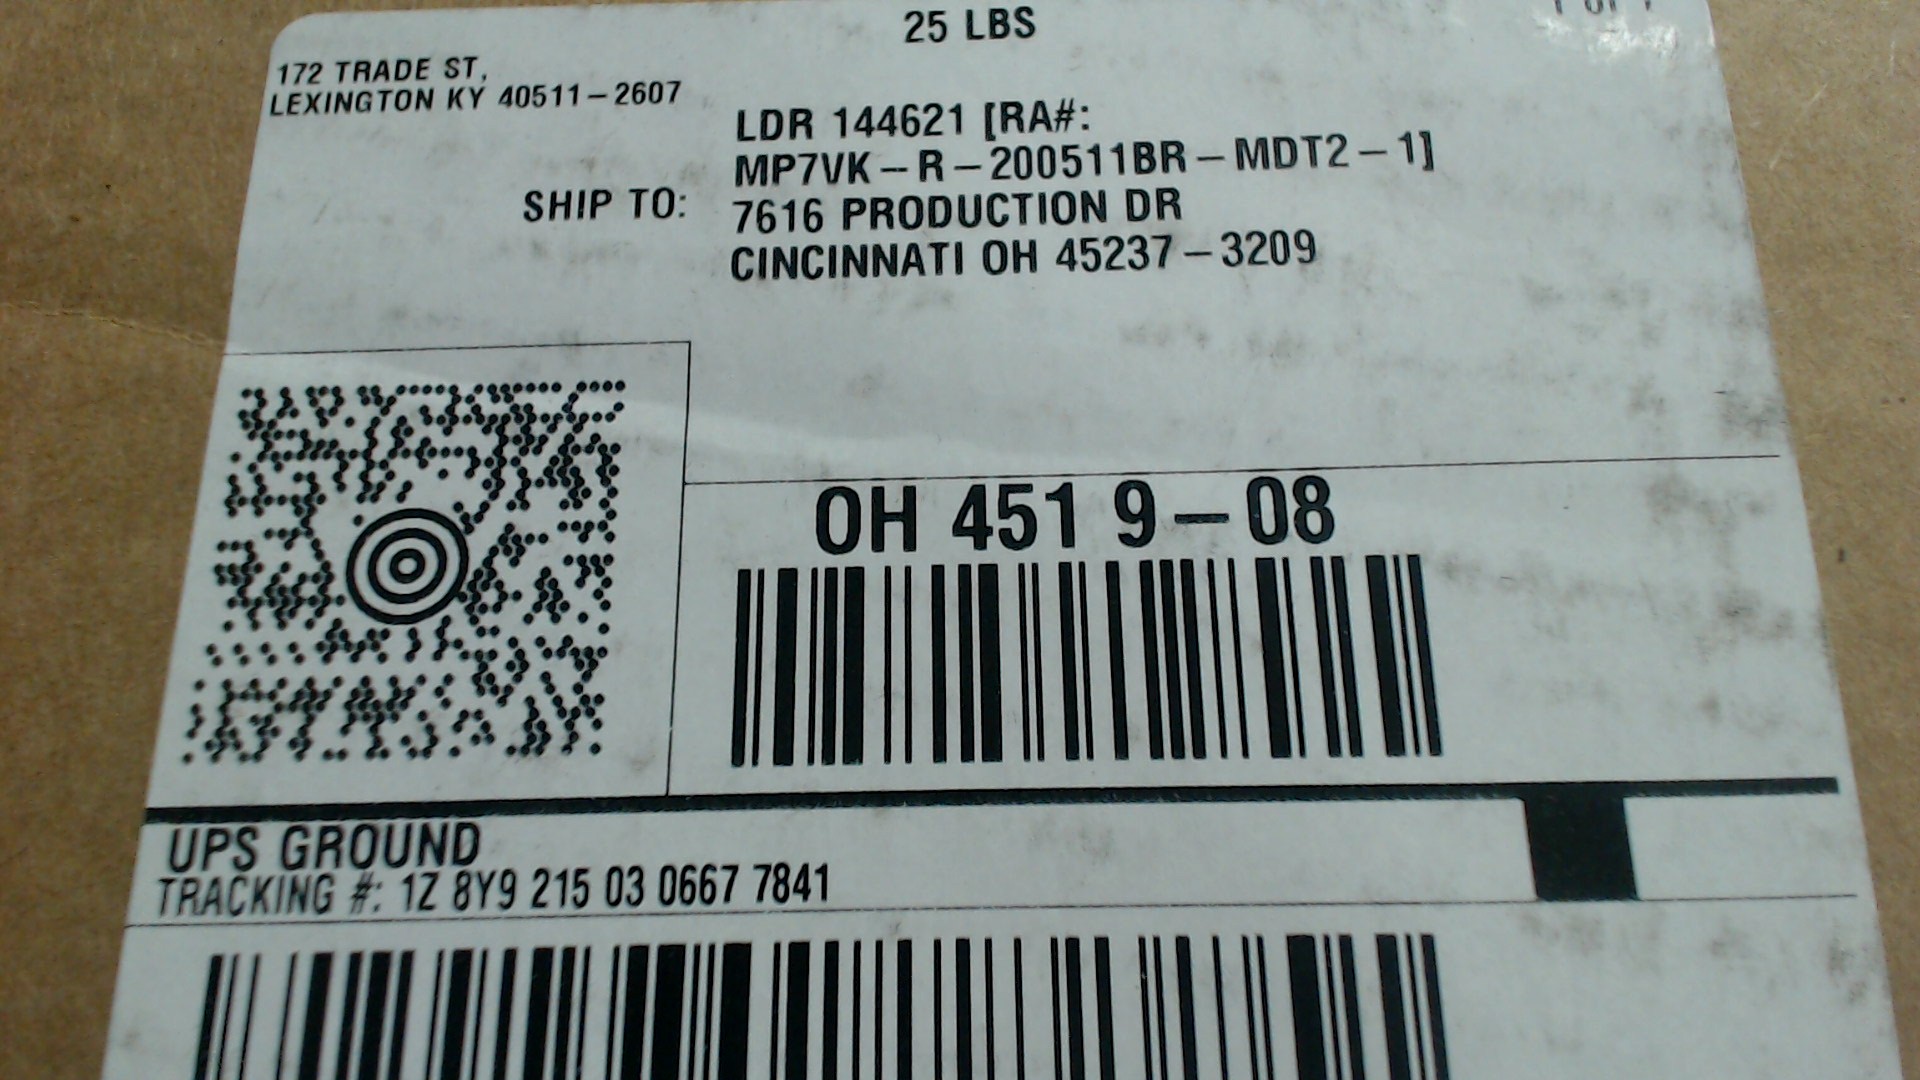 25 LBS
172 TRADE ST,
LEXINGTON KY 40511-2607
LDR 144621 [RA#:
MP7VK-R-200511BR-MDT2-1]
SHIP TO: 7616 PRODUCTION DR
CINCINNATI OH 45237-3209
OH 451 9-08
UPS GROUND
TRACKING #: 1Z 8Y9 215 03 0667 7841